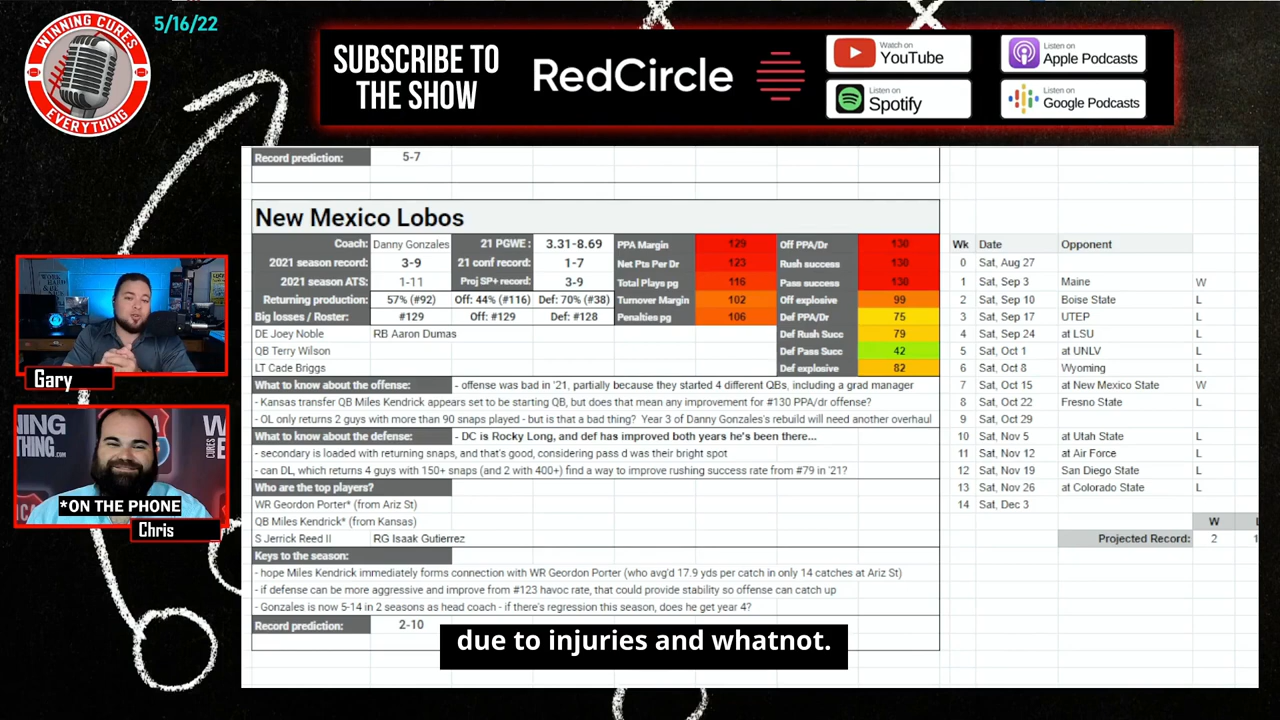 5/16/22
WINNING CURES
EVERYTHING
SUBSCRIBE TO
THE SHOW
RedCircle
Watch on
YouTube
Listen on
Apple Podcasts
Listen on
Spotify
Listen on
Google Podcasts
Record prediction: 5-7
New Mexico Lobos
Coach: Danny Gonzales 21 PGWE : 3.31-8.69 PPA Margin 129 Off PPA/Dr 130
2021 season record: 3-9 21 conf record: 1-7 Net Pts Per Dr 123 Rush success 130
2021 season ATS: 1-11 Proj SP+ record: 3-9 Total Plays pg 116 Pass success 130
Returning production: 57% (#92) Off: 44% (#116) Def: 70% (#38) Turnover Margin 102 Off explosive 99
Big losses / Roster: #129 Off: #129 Def: #128 Penalties pg 106 Def PPA/Dr 75
DE Joey Noble RB Aaron Dumas Def Rush Succ 79
QB Terry Wilson Def Pass Succ 42
LT Cade Briggs Def explosive 82
What to know about the offense: - offense was bad in '21, partially because they started 4 different QBs, including a grad manager
- Kansas transfer QB Miles Kendrick appears set to be starting QB, but does that mean any improvement for #130 PPA/dr offense?
- OL only returns 2 guys with more than 90 snaps played - but is that a bad thing? Year 3 of Danny Gonzales's rebuild will need another overhaul
What to know about the defense: - DC is Rocky Long, and def has improved both years he's been there...
- secondary is loaded with returning snaps, and that's good, considering pass d was their bright spot
- can DL, which returns 4 guys with 150+ snaps (and 2 with 400+) find a way to improve rushing success rate from #79 in '21?
Who are the top players?
WR Geordon Porter* (from Ariz St)
QB Miles Kendrick* (from Kansas)
S Jerrick Reed II RG Isaak Gutierrez
Keys to the season:
- hope Miles Kendrick immediately forms connection with WR Geordon Porter (who avg'd 17.9 yds per catch in only 14 catches at Ariz St)
- if defense can be more aggressive and improve from #123 havoc rate, that could provide stability so offense can catch up
- Gonzales is now 5-14 in 2 seasons as head coach - if there's regression this season, does he get year 4?
Record prediction: 2-10
Wk Date Opponent
0 Sat, Aug 27
1 Sat, Sep 3 Maine W
2 Sat, Sep 10 Boise State L
3 Sat, Sep 17 UTEP L
4 Sat, Sep 24 at LSU L
5 Sat, Oct 1 at UNLV L
6 Sat, Oct 8 Wyoming L
7 Sat, Oct 15 at New Mexico State W
8 Sat, Oct 22 Fresno State L
9 Sat, Oct 29
10 Sat, Nov 5 at Utah State L
11 Sat, Nov 12 at Air Force L
12 Sat, Nov 19 San Diego State L
13 Sat, Nov 26 at Colorado State L
14 Sat, Dec 3
W
Projected Record: 2 1
Gary
*ON THE PHONE
Chris
due to injuries and whatnot.